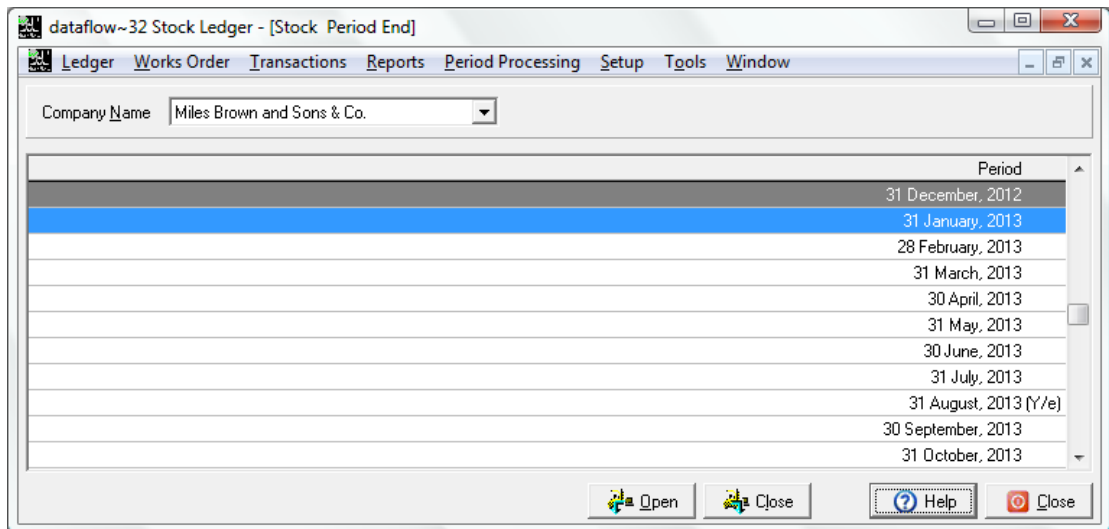 dataflow~32 Stock Ledger - [Stock Period End]
Ledger Works Order Transactions Reports Period Processing Setup Tools Window
Company Name Miles Brown and Sons & Co.
Period
31 December, 2012
31 January, 2013
28 February, 2013
31 March, 2013
30 April, 2013
31 May, 2013
30 June, 2013
31 July, 2013
31 August, 2013 (Y/e)
30 September, 2013
31 October, 2013
Open Close Help Close